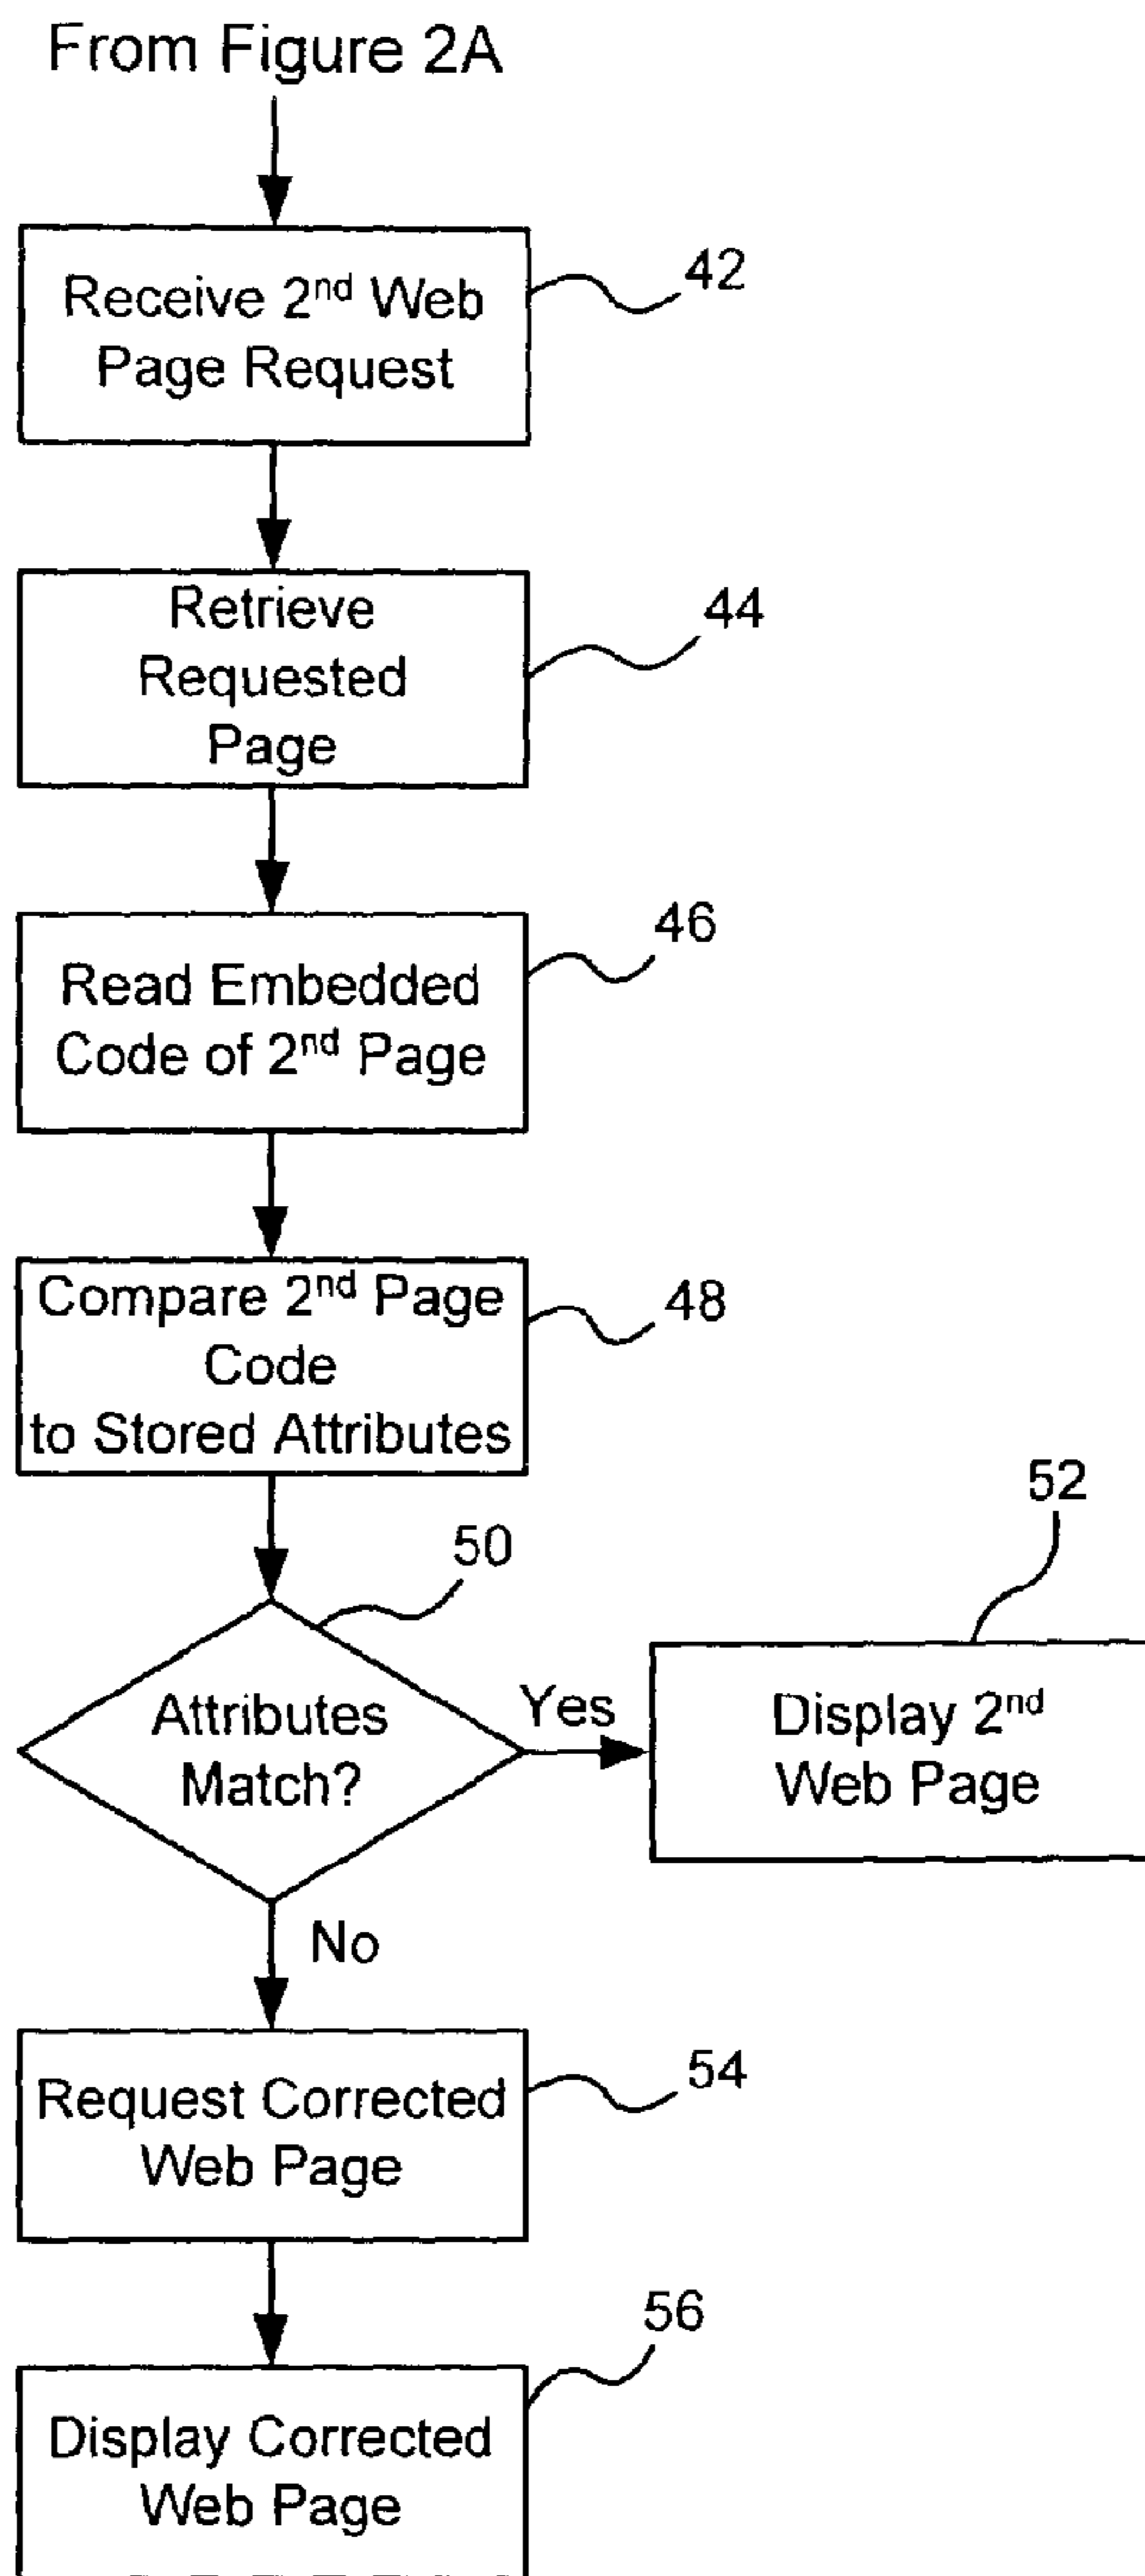 From Figure 2A
Receive 2nd Web
Page Request
42
Retrieve
Requested
Page
44
Read Embedded
Code of 2nd Page
46
Compare 2nd Page
Code
to Stored Attributes
48
50
Attributes
Match?
Yes
52
Display 2nd
Web Page
No
Request Corrected
Web Page
54
56
Display Corrected
Web Page